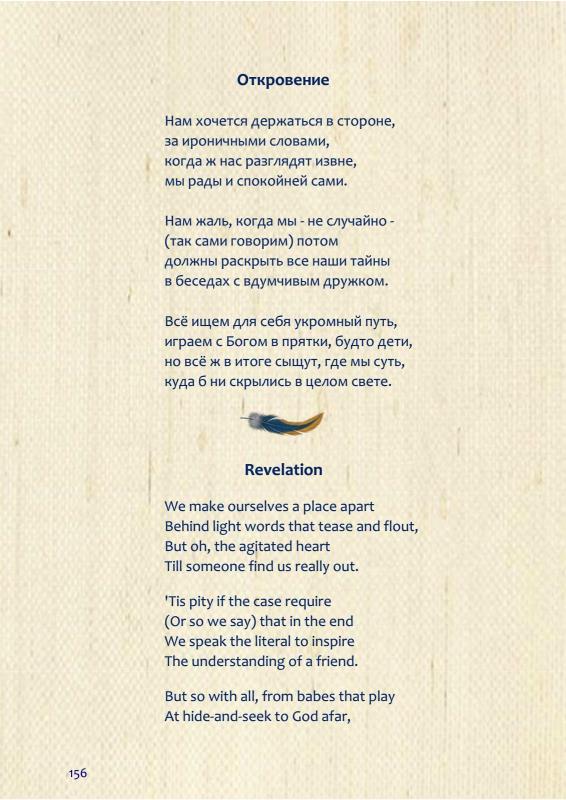 Откровение
Нам хочется держаться в стороне,
за ироничными словами,
когда ж нас разглядят извне,
мы рады и спокойней сами.
Нам жаль, когда мы - не случайно -
(так сами говорим) потом
должны раскрыть все наши тайны
в беседах с вдумчивым дружком.
Всё ищем для себя укромный путь,
играем с Богом в прятки, будто дети,
но всё ж в итоге сыщут, где мы суть,
куда б ни скрылись в целом свете.
Revelation
We make ourselves a place apart
Behind light words that tease and flout,
But oh, the agitated heart
Till someone find us really out.
'Tis pity if the case require
(Or so we say) that in the end
We speak the literal to inspire
The understanding of a friend.
But so with all, from babes that play
At hide-and-seek to God afar,
156